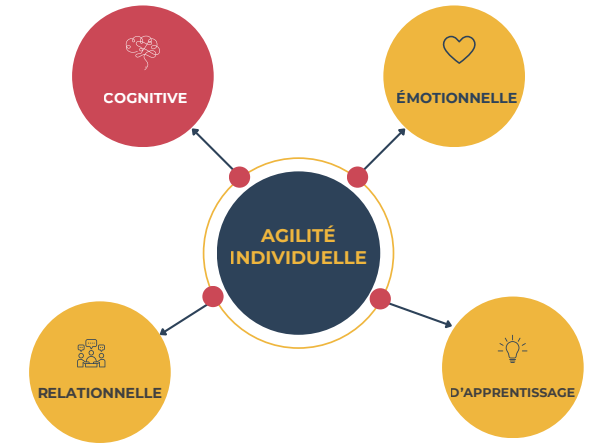 COGNITIVE
ÉMOTIONNELLE
AGILITÉ
INDIVIDUELLE
RELATIONNELLE
D'APPRENTISSAGE